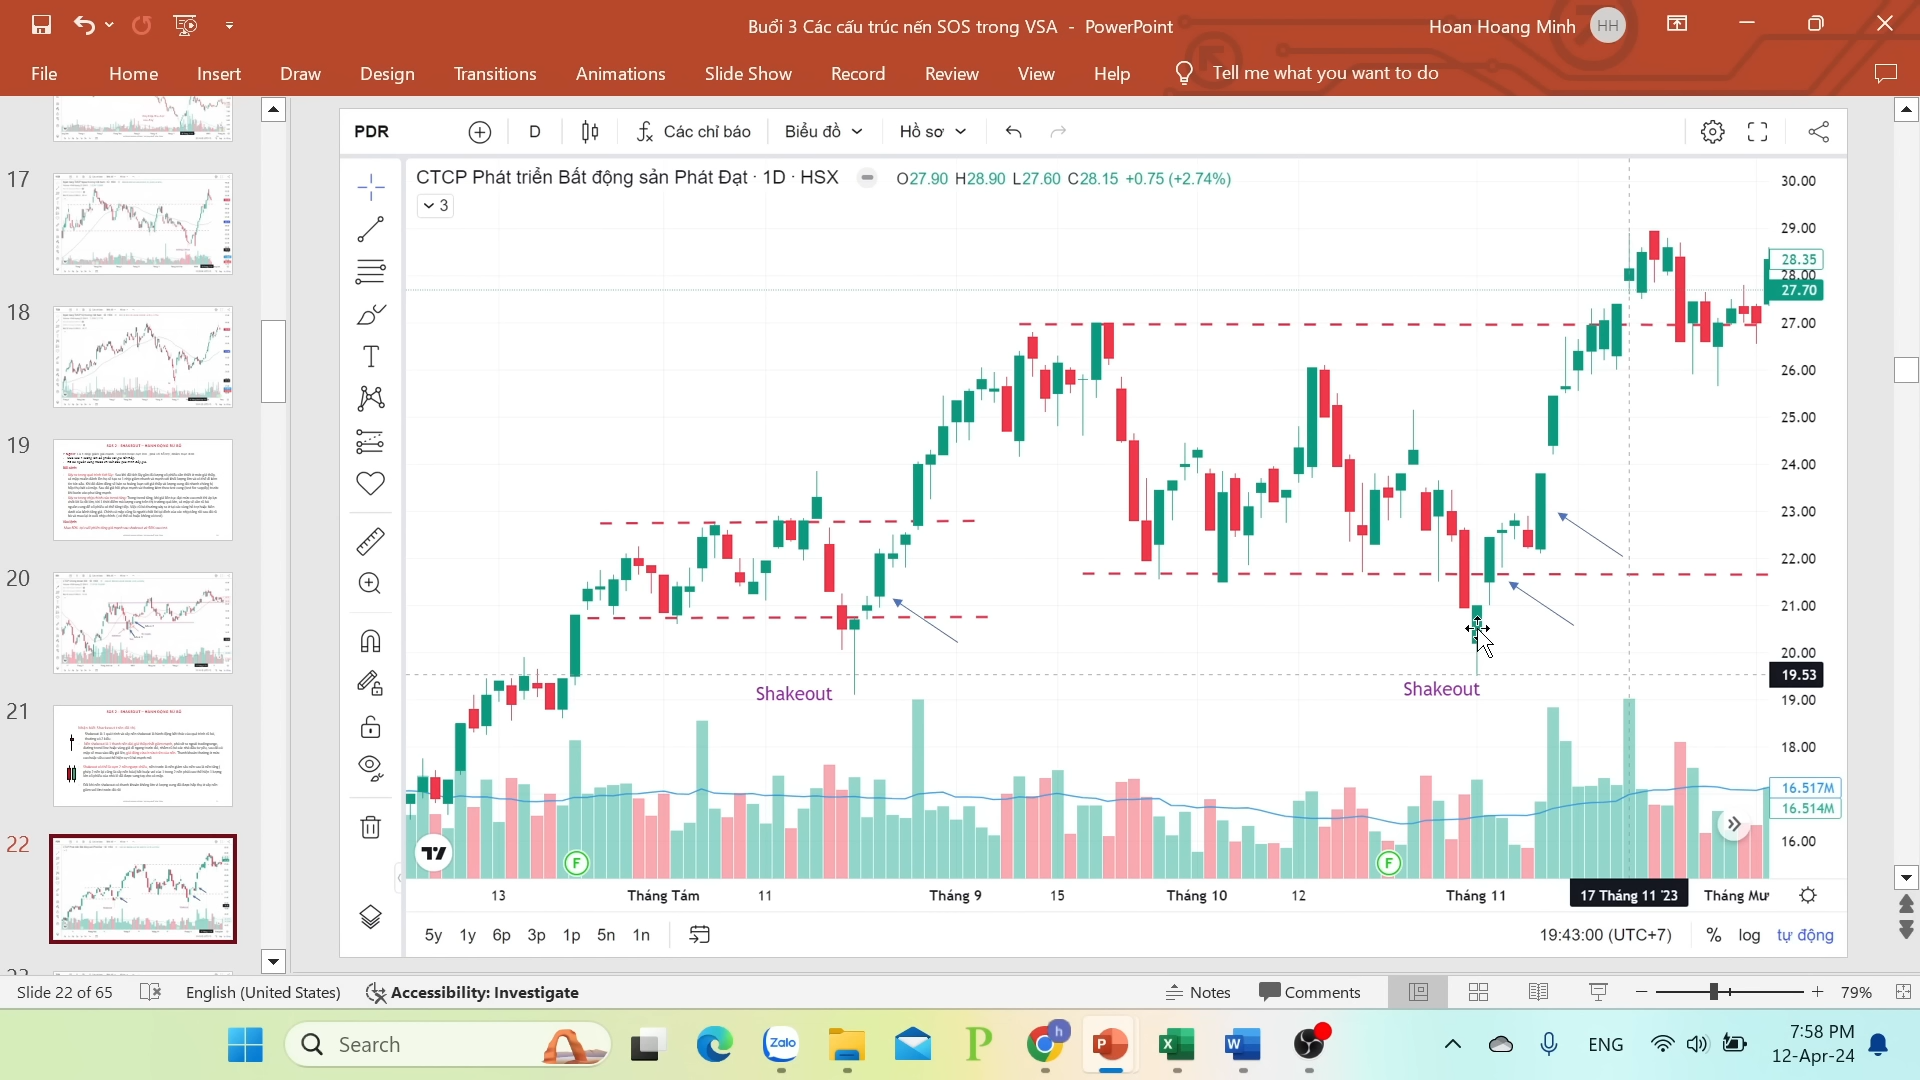 Buổi 3 Các cấu trúc nến SOS trong VSA - PowerPoint
Hoan Hoang Minh
HH
File Home Insert Draw Design Transitions Animations Slide Show Record Review View Help Tell me what you want to do
17
18
19
20
21
22
PDR
D
Các chỉ báo
Biểu đồ
Hồ sơ
CTCP Phát triển Bất động sản Phát Đạt · 1D · HSX
O27.90 H28.90 L27.60 C28.15 +0.75 (+2.74%)
3
30.00
29.00
28.35
28.00
27.70
27.00
26.00
25.00
24.00
23.00
22.00
21.00
20.00
19.53
19.00
18.00
16.517M
16.514M
16.00
Shakeout
Shakeout
F
F
13 Tháng Tám 11 Tháng 9 15 Tháng 10 12 Tháng 11 17 Tháng 11 '23 Tháng Mư
5y 1y 6p 3p 1p 5n 1n
19:43:00 (UTC+7) % log tự động
Slide 22 of 65
English (United States)
Accessibility: Investigate
Notes
Comments
79%
Search
Zalo
ENG
7:58 PM
12-Apr-24